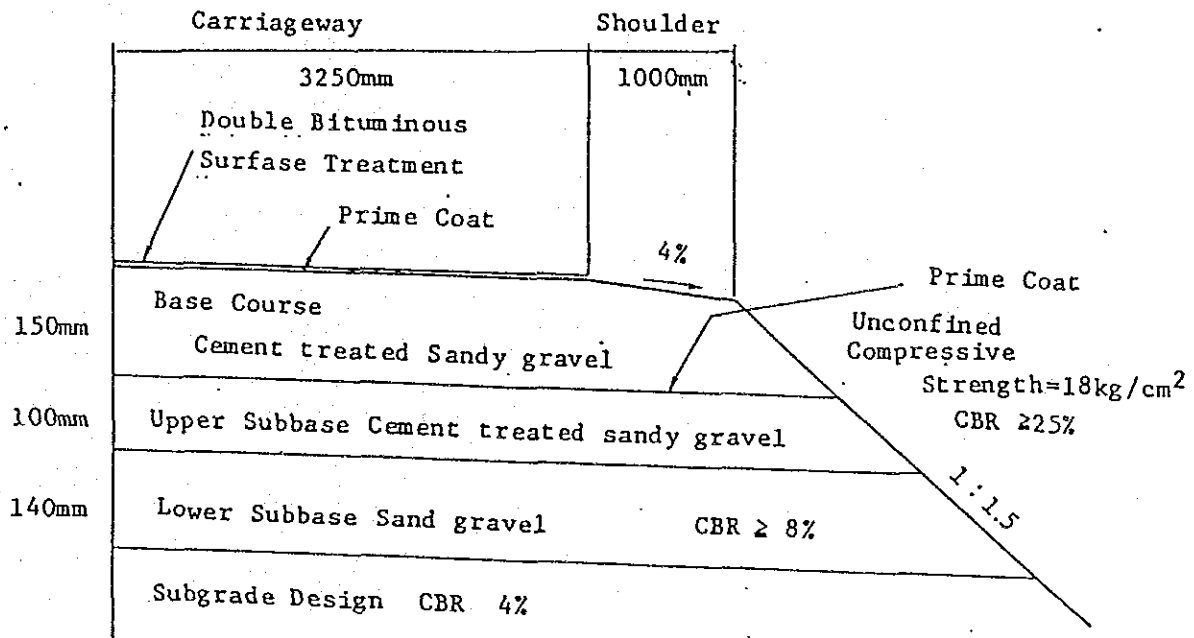 Carriageway Shoulder
3250mm 1000mm
Double Bituminous
Surfase Treatment
Prime Coat
4%
Prime Coat
Base Course
150mm
Cement treated Sandy gravel
Unconfined
Compressive
Strength=18kg/cm²
CBR ≥25%
100mm Upper Subbase Cement treated sandy gravel
1:1.5
140mm Lower Subbase Sand gravel CBR ≥ 8%
Subgrade Design CBR 4%